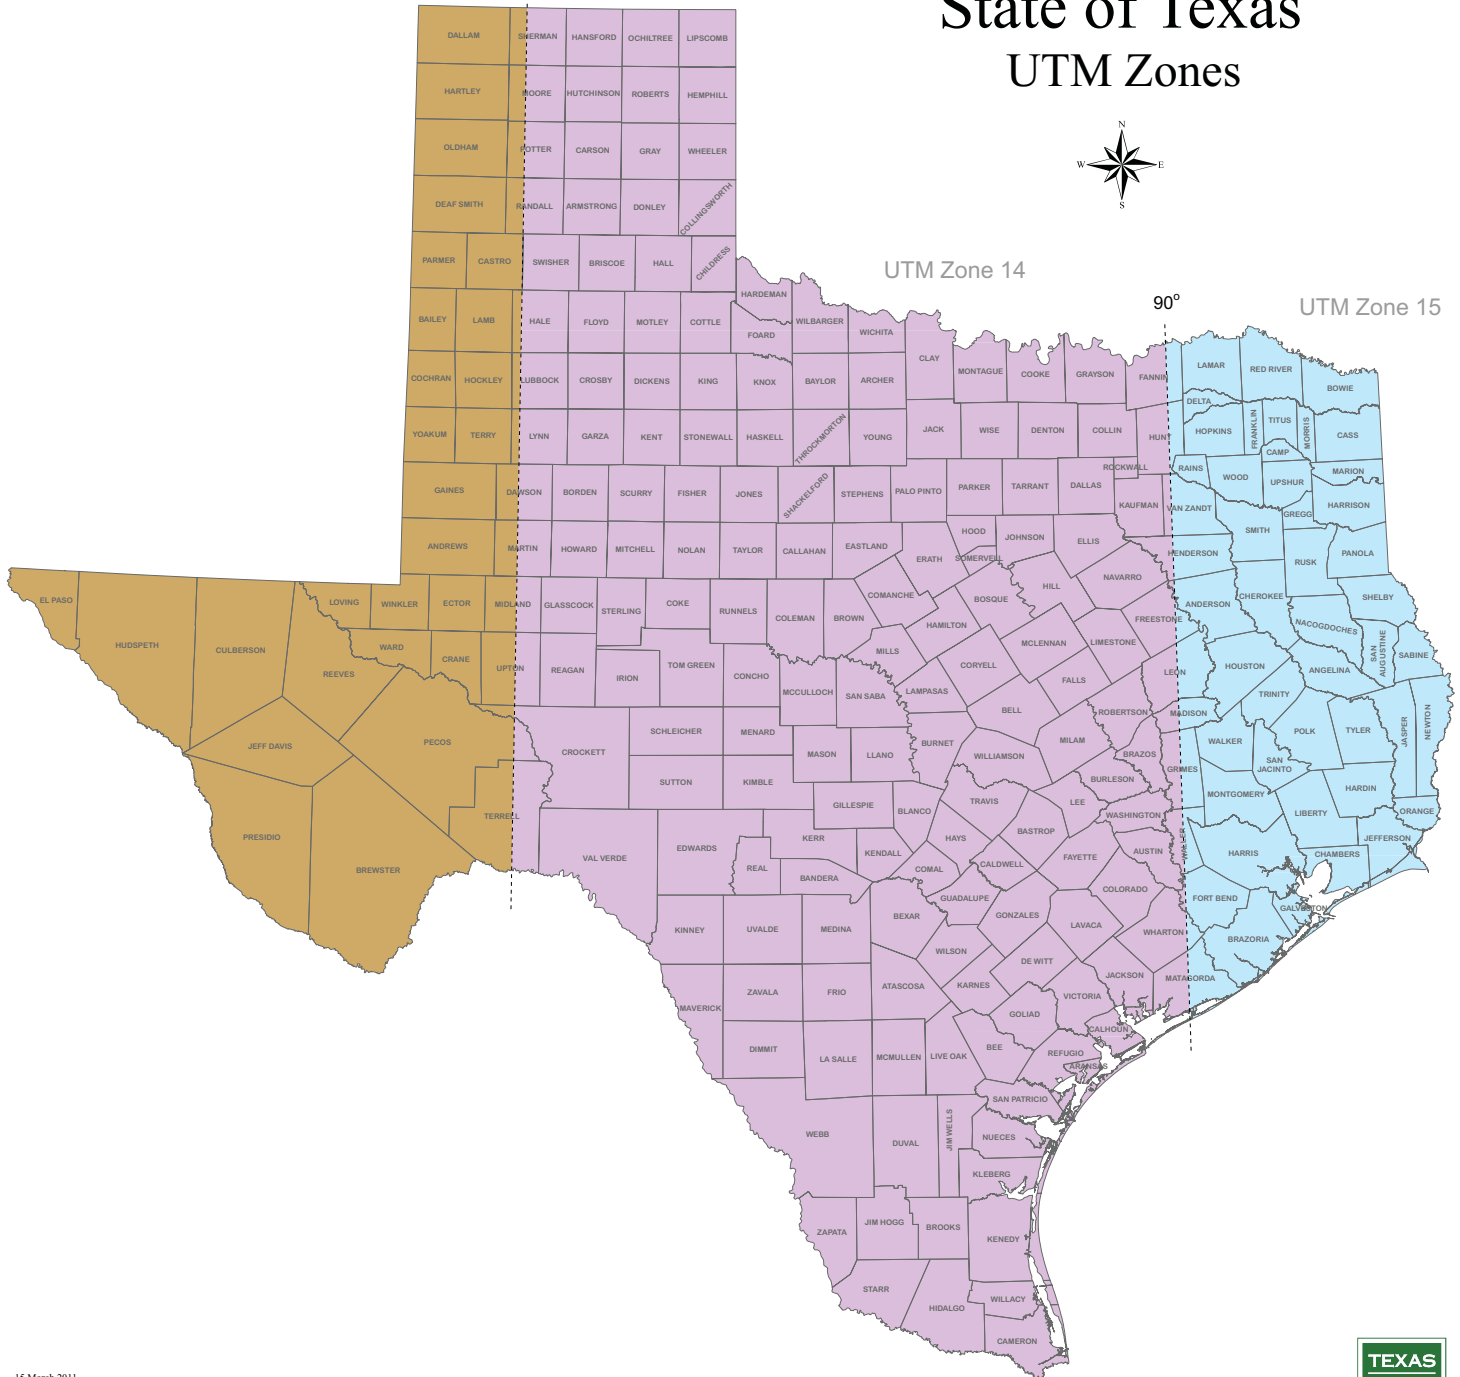 State of Texas
UTM Zones
N
W E
S
UTM Zone 14
90o
UTM Zone 15
DALLAM SHERMAN HANSFORD OCHILTREE LIPSCOMB
HARTLEY MOORE HUTCHINSON ROBERTS HEMPHILL
OLDHAM POTTER CARSON GRAY WHEELER
DEAF SMITH RANDALL ARMSTRONG DONLEY COLLINGSWORTH
PARMER CASTRO SWISHER BRISCOE HALL CHILDRESS
HARDEMAN
BAILEY LAMB HALE FLOYD MOTLEY COTTLE FOARD WILBARGER WICHITA
CLAY
LAMAR RED RIVER BOWIE
COCHRAN HOCKLEY LUBBOCK CROSBY DICKENS KING KNOX BAYLOR ARCHER MONTAGUE COOKE GRAYSON FANNIN
DELTA
YOAKUM TERRY LYNN GARZA KENT STONEWALL HASKELL THROCKMORTON YOUNG JACK WISE DENTON COLLIN HUNT HOPKINS FRANKLIN TITUS MORRIS CASS
CAMP
ROCKWALL RAINS WOOD UPSHUR MARION
GAINES DAWSON BORDEN SCURRY FISHER JONES SHACKELFORD STEPHENS PALO PINTO PARKER TARRANT DALLAS
KAUFMAN VAN ZANDT GREGG HARRISON
HOOD JOHNSON ELLIS SMITH
ANDREWS MARTIN HOWARD MITCHELL NOLAN TAYLOR CALLAHAN EASTLAND ERATH SOMERVELL HENDERSON RUSK PANOLA
HILL NAVARRO
EL PASO LOVING WINKLER ECTOR MIDLAND GLASSCOCK STERLING COKE RUNNELS COLEMAN BROWN COMANCHE BOSQUE ANDERSON CHEROKEE SHELBY
HAMILTON FREESTONE NACOGDOCHES
HUDSPETH CULBERSON WARD MILLS MCLENNAN LIMESTONE SAN AUGUSTINE SABINE
REEVES CRANE UPTON REAGAN IRION TOM GREEN CONCHO CORYELL FALLS LEON HOUSTON ANGELINA
MCCULLOCH SAN SABA LAMPASAS TRINITY
BELL ROBERTSON MADISON
JEFF DAVIS PECOS CROCKETT SCHLEICHER MENARD MASON LLANO BURNET WILLIAMSON MILAM BRAZOS GRIMES WALKER POLK TYLER JASPER NEWTON
SAN
JACINTO
SUTTON KIMBLE BURLESON MONTGOMERY HARDIN
GILLESPIE BLANCO TRAVIS LEE WASHINGTON LIBERTY ORANGE
TERRELL
PRESIDIO KERR HAYS BASTROP WALLER JEFFERSON
VAL VERDE EDWARDS KENDALL CALDWELL FAYETTE AUSTIN HARRIS CHAMBERS
BREWSTER REAL BANDERA COMAL
GUADALUPE COLORADO FORT BEND GALVESTON
KINNEY UVALDE MEDINA BEXAR GONZALES LAVACA WHARTON BRAZORIA
WILSON DE WITT
MAVERICK ZAVALA FRIO ATASCOSA KARNES JACKSON MATAGORDA
VICTORIA
GOLIAD CALHOUN
DIMMIT LA SALLE MCMULLEN LIVE OAK BEE REFUGIO
ARANSAS
SAN PATRICIO
WEBB DUVAL JIM WELLS NUECES
KLEBERG
ZAPATA JIM HOGG BROOKS KENEDY
STARR HIDALGO WILLACY
CAMERON
TEXAS